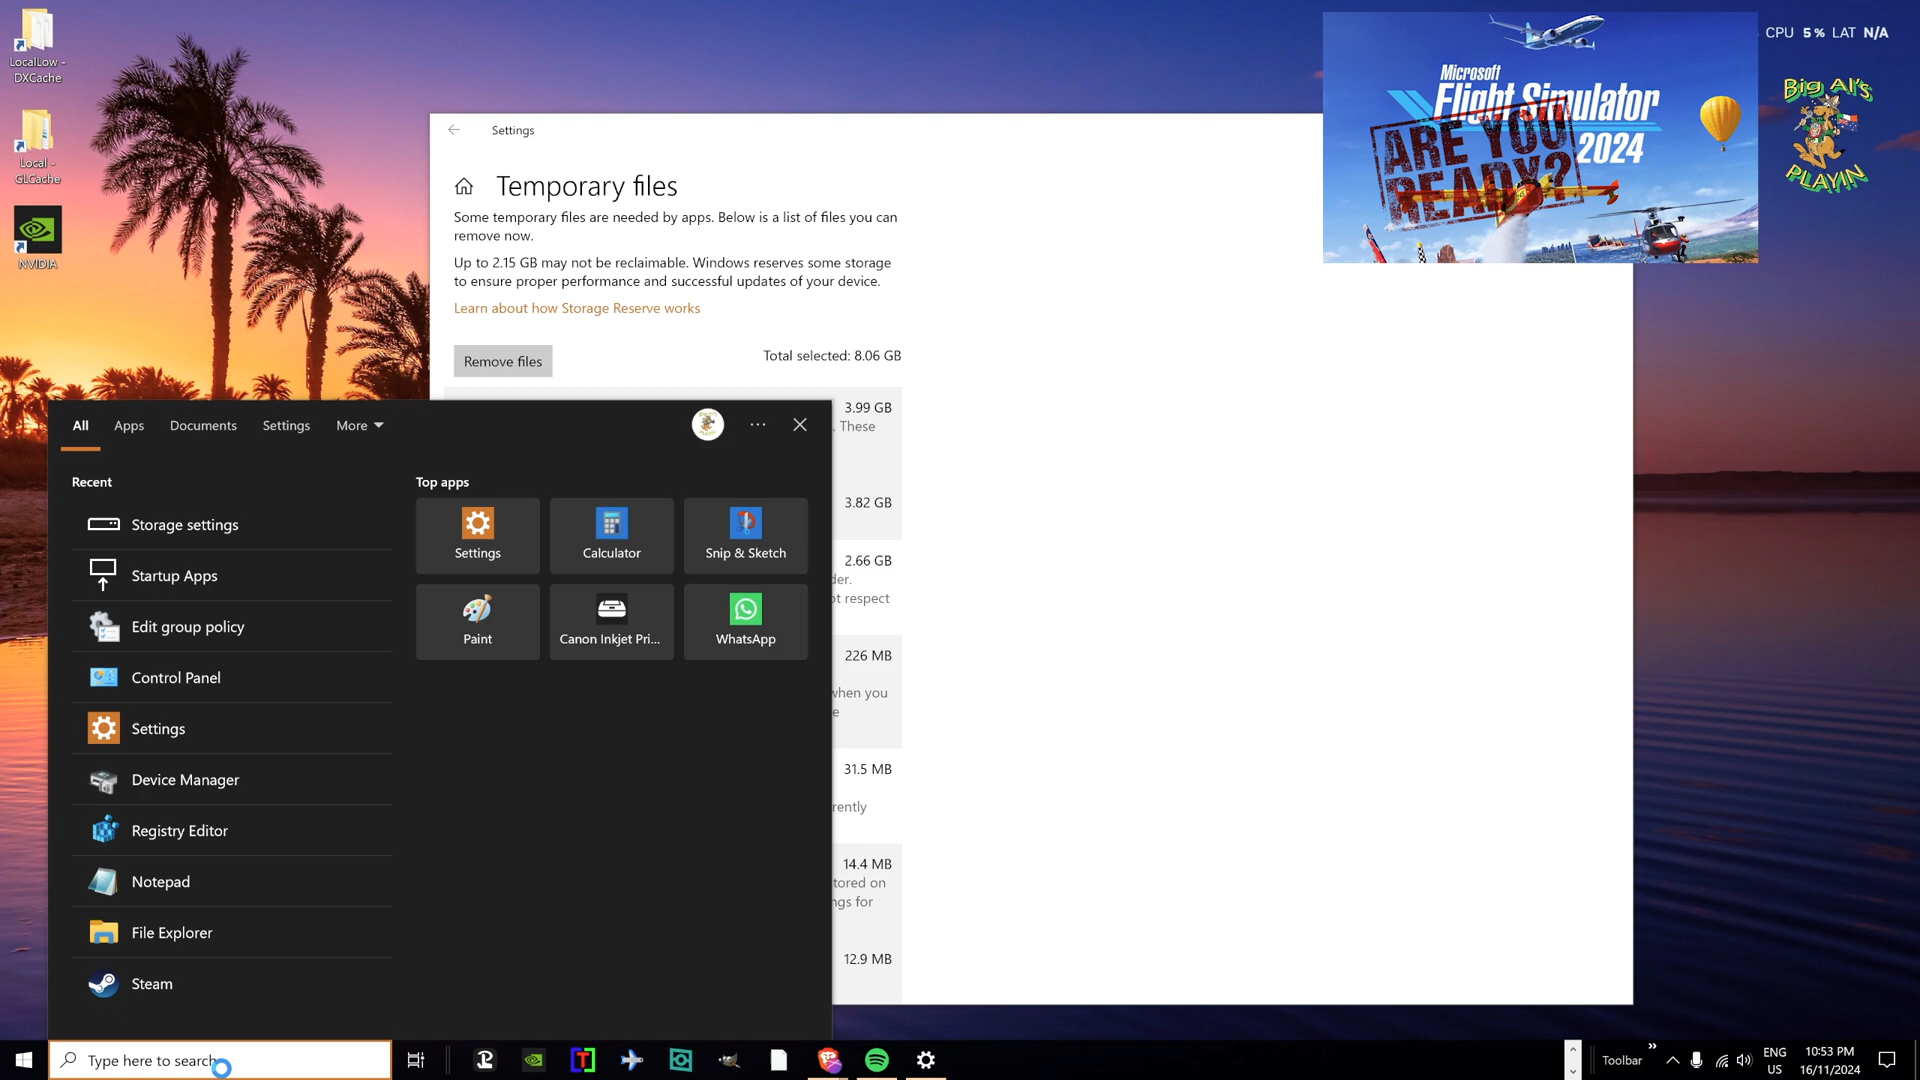 LocalLow -
DXCache
Local -
GLCache
NVIDIA
Settings
Temporary files
Some temporary files are needed by apps. Below is a list of files you can
remove now.
Up to 2.15 GB may not be reclaimable. Windows reserves some storage
to ensure proper performance and successful updates of your device.
Learn about how Storage Reserve works
Remove files
Total selected: 8.06 GB
3.99 GB
. These
3.82 GB
2.66 GB
der.
ot respect
226 MB
when you
e
31.5 MB
rently
14.4 MB
tored on
ngs for
12.9 MB
All
Apps
Documents
Settings
More
Recent
Storage settings
Startup Apps
Edit group policy
Control Panel
Settings
Device Manager
Registry Editor
Notepad
File Explorer
Steam
Top apps
Settings
Calculator
Snip & Sketch
Paint
Canon Inkjet Pri...
WhatsApp
Microsoft
Flight Simulator
2024
ARE YOU
READY?
CPU 5% LAT N/A
Big Al's
PLAYIN
Type here to search
Toolbar
ENG
US
10:53 PM
16/11/2024